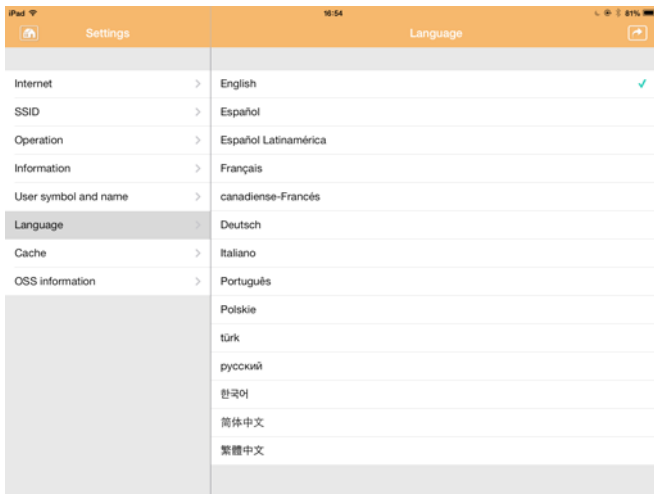 iPad 16:54 81%
Settings
Language
Internet
SSID
Operation
Information
User symbol and name
Language
Cache
OSS information
English
Español
Español Latinamérica
Français
canadiense-Francés
Deutsch
Italiano
Português
Polskie
türk
русский
한국어
简体中文
繁體中文